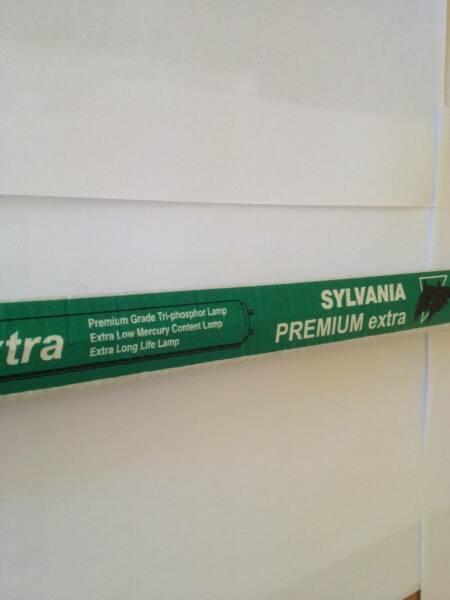 xtra
Premium Grade Tri-phosphor Lamp
Extra Low Mercury Content Lamp
Extra Long Life Lamp
SYLVANIA
PREMIUM extra